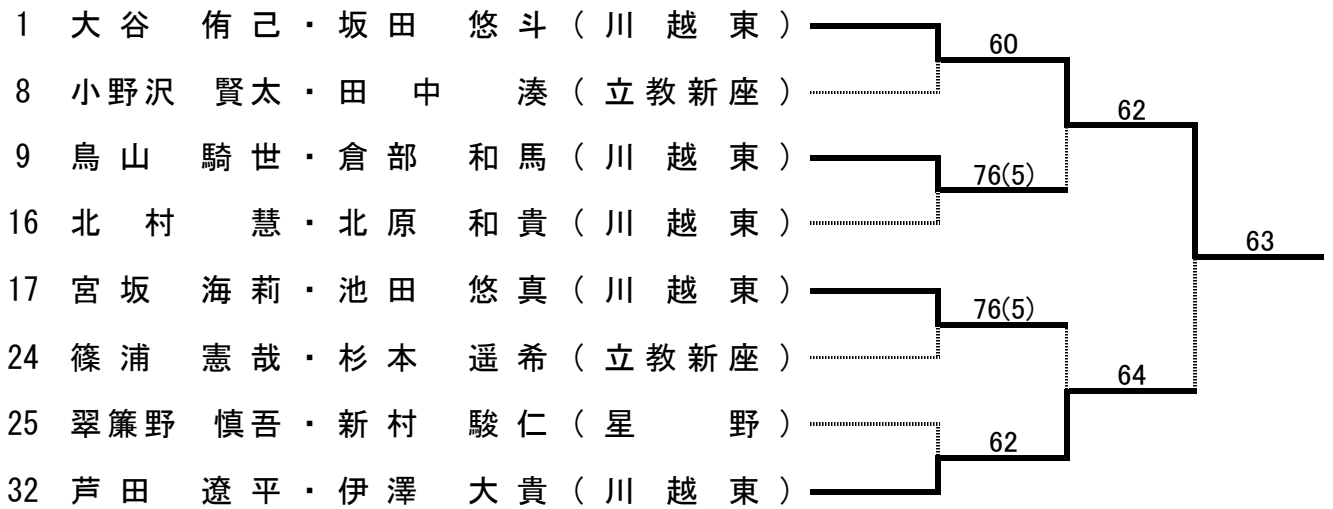 1 大谷 侑己・坂田 悠斗(川越東)
60
8 小野沢 賢太・田中 湊(立教新座)
62
9 鳥山 騎世・倉部 和馬(川越東)
76(5)
16 北村 慧・北原 和貴(川越東)
63
17 宮坂 海莉・池田 悠真(川越東)
76(5)
24 篠浦 憲哉・杉本 遥希(立教新座)
64
25 翠簾野 慎吾・新村 駿仁(星野)
62
32 芦田 遼平・伊澤 大貴(川越東)